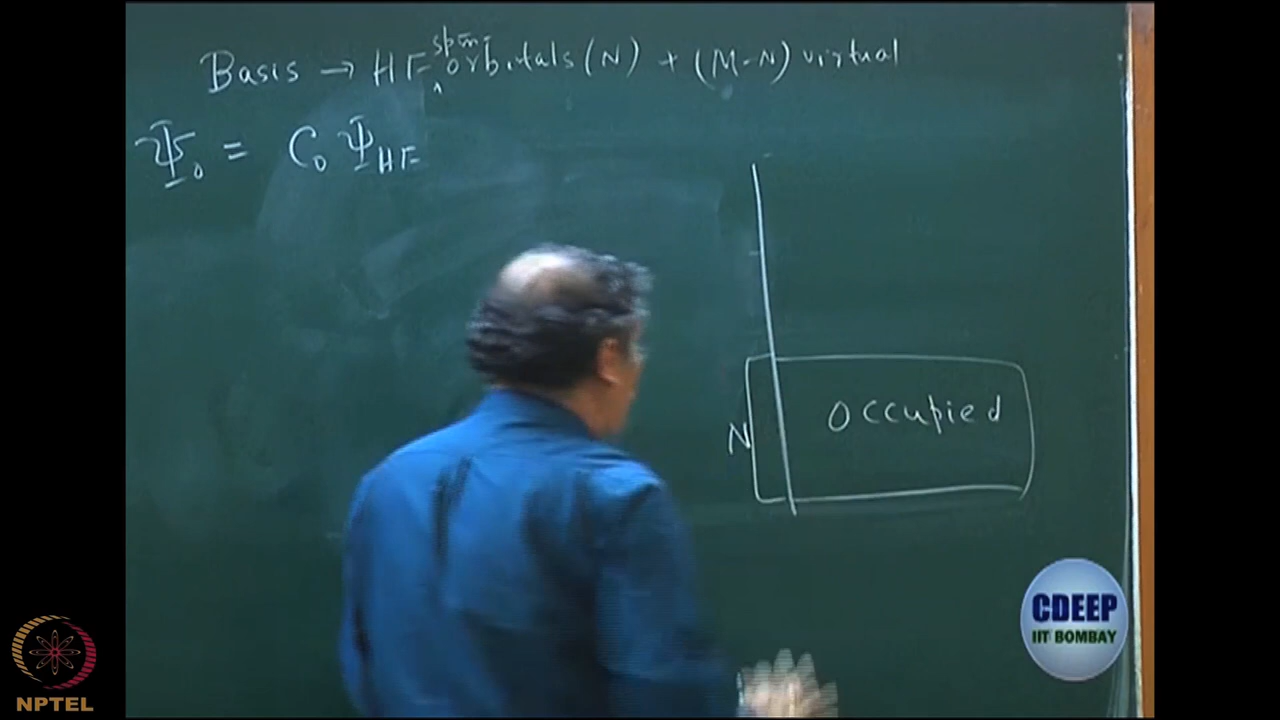 Basis → HF spin orbitals (N) + (M-N) virtual
Ψ₀ = C₀ Ψ_HF
Occupied
N
CDEEP
IIT BOMBAY
NPTEL